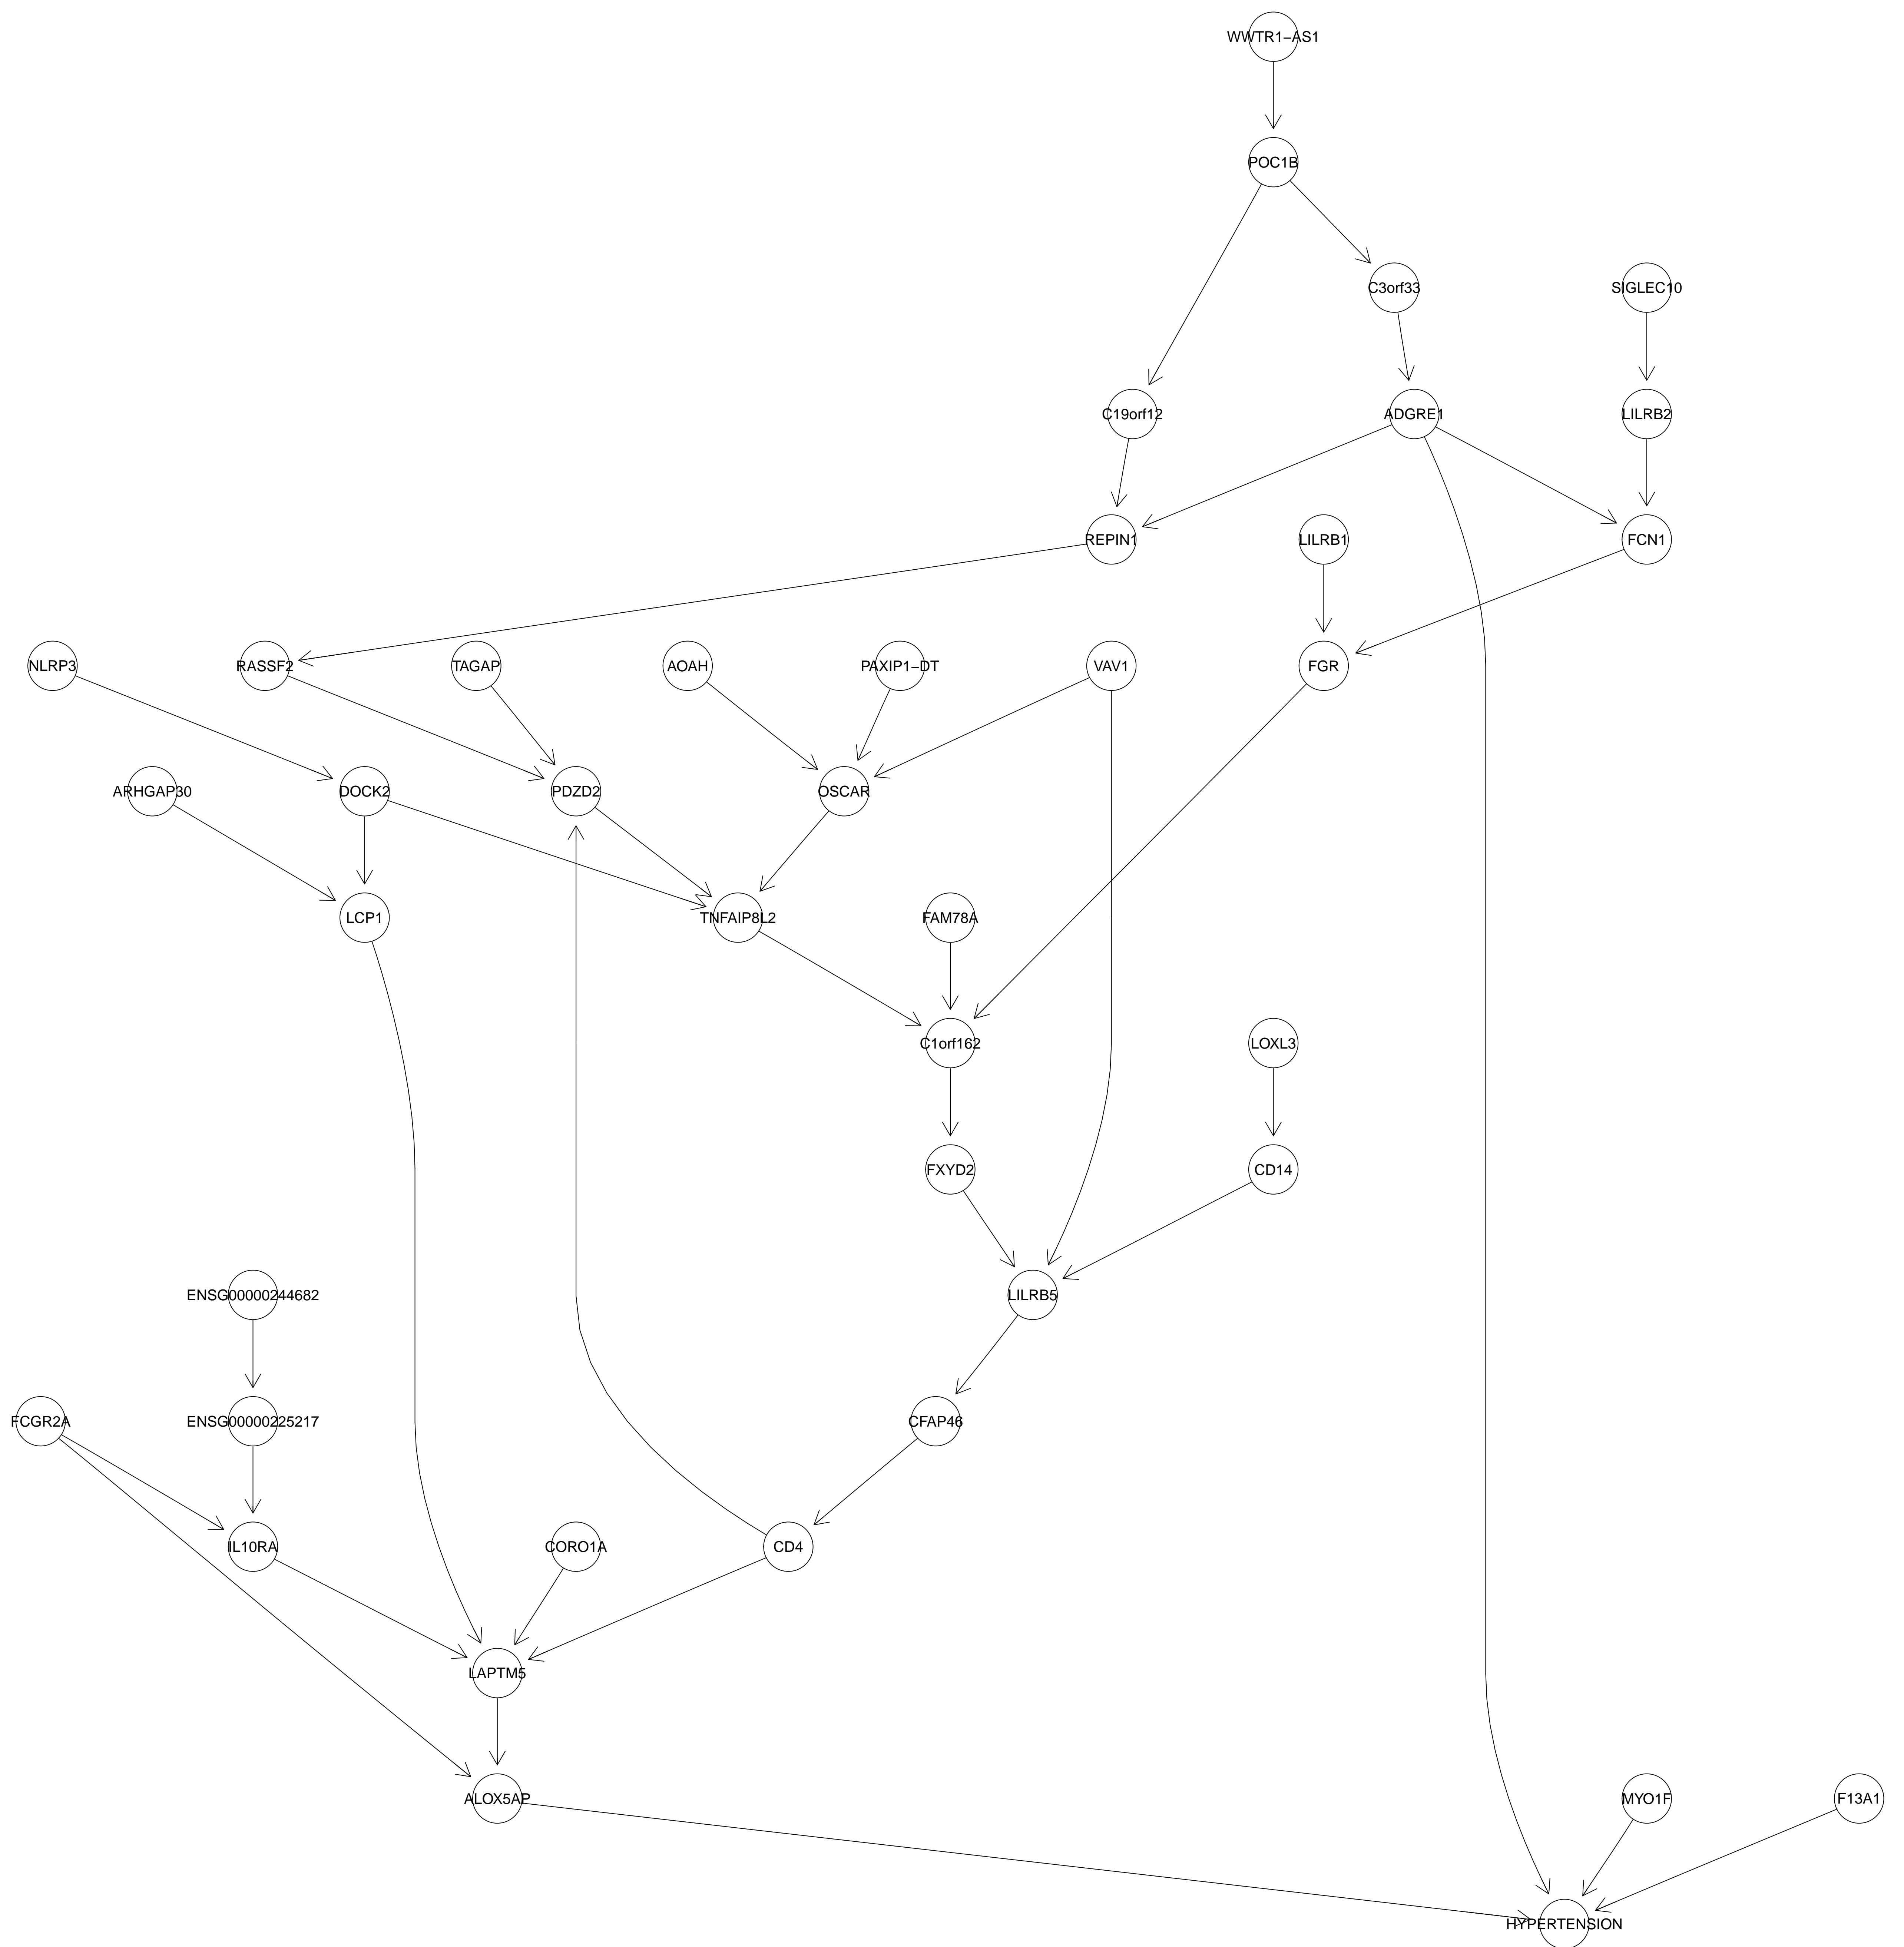 WWTR1−AS1
POC1B
C3orf33
SIGLEC10
C19orf12
ADGRE1
LILRB2
REPIN1
LILRB1
FCN1
NLRP3
RASSF2
TAGAP
AOAH
PAXIP1−DT
VAV1
FGR
ARHGAP30
DOCK2
PDZD2
OSCAR
LCP1
TNFAIP8L2
FAM78A
C1orf162
LOXL3
FXYD2
CD14
ENSG00000244682
LILRB5
FCGR2A
ENSG00000225217
CFAP46
IL10RA
CORO1A
CD4
LAPTM5
ALOX5AP
MYO1F
F13A1
HYPERTENSION